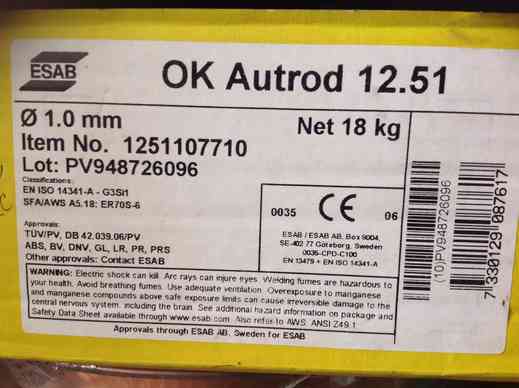 ESAB
OK Autrod 12.51
Ø 1.0 mm
Net 18 kg
Item No. 1251107710
Lot: PV948726096
Classifications:
EN ISO 14341-A - G3Si1
SFA/AWS A5.18: ER70S-6
Approvals:
TÜV/PV, DB 42.039.06/PV
ABS, BV, DNV, GL, LR, PR, PRS
Other approvals: Contact ESAB
0035 CE 06
ESAB / ESAB AB, Box 8004,
SE-402 77 Göteborg, Sweden
0035-CPD-C100
EN 13479 + EN ISO 14341-A
WARNING: Electric shock can kill. Arc rays can injure eyes. Welding fumes are hazardous to
your health. Avoid breathing fumes. Use adequate ventilation. Overexposure to manganese
and manganese compounds above safe exposure limits can cause irreversible damage to the
central nervous system, including the brain. See additional hazard information on package and
Safety Data Sheet available through www.esab.com. Also refer to AWS, ANSI Z49.1
Approvals through ESAB AB, Sweden for ESAB
(10)PV948726096
7 330129 087617